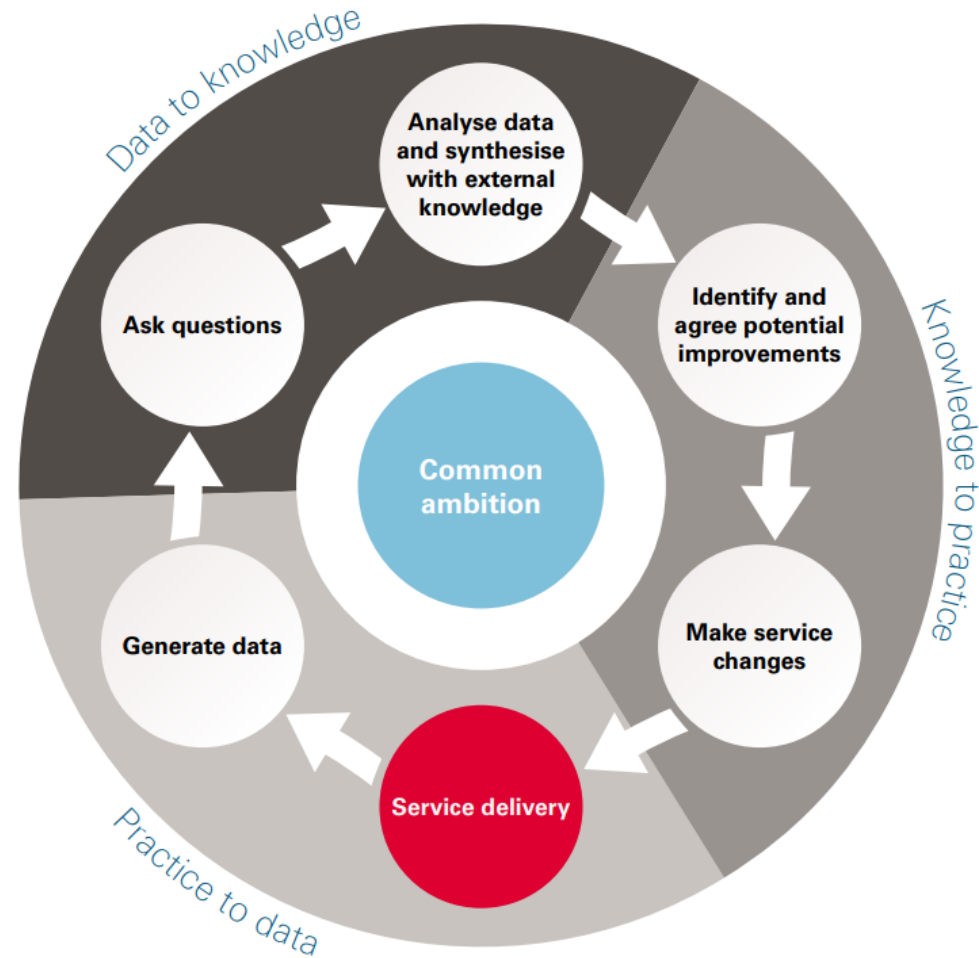 Data to knowledge
Analyse data
and synthesise
with external
knowledge
Ask questions
Identify and
agree potential
improvements
Knowledge to practice
Common
ambition
Generate data
Make service
changes
Service delivery
Practice to data